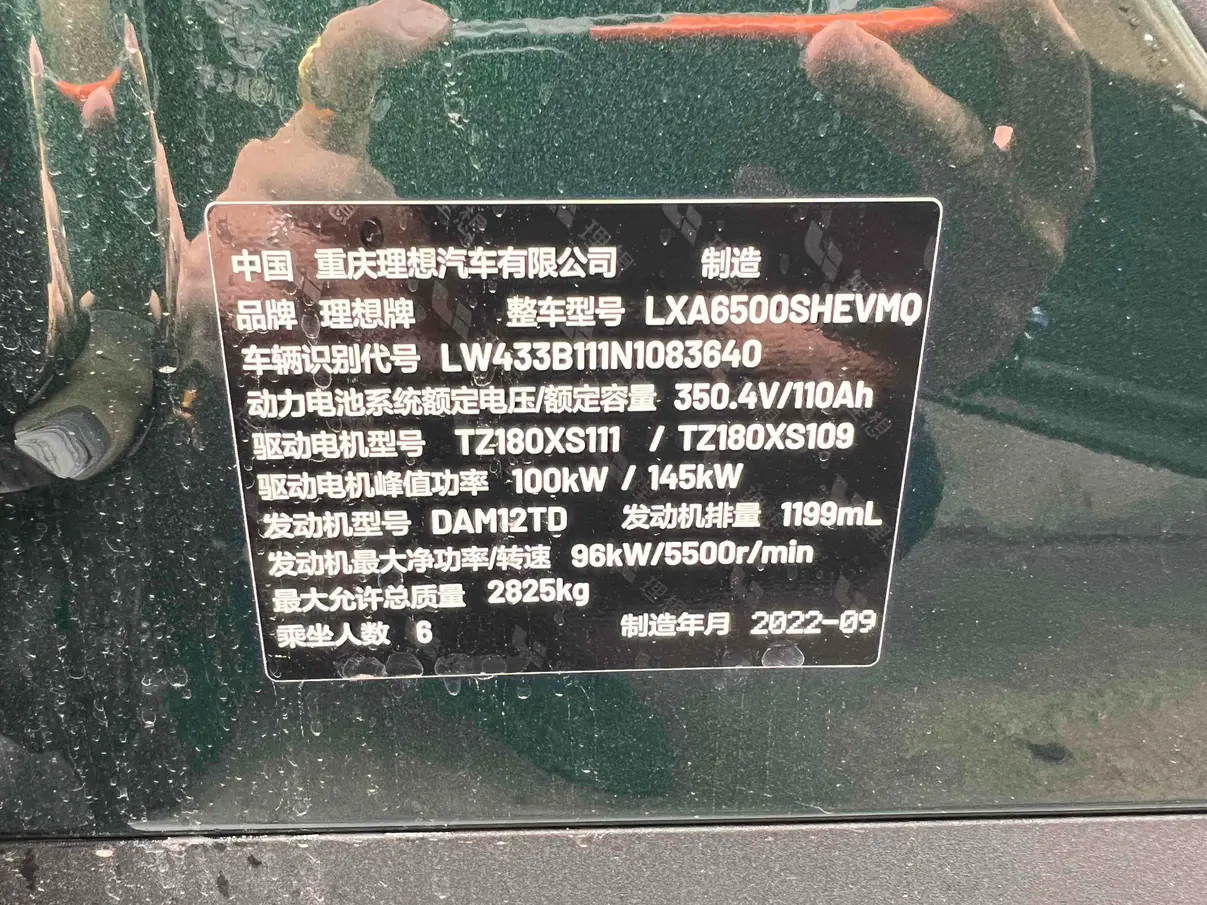 中国 重庆理想汽车有限公司 制造
品牌 理想牌 整车型号 LXA6500SHEVMQ
车辆识别代号 LW433B111N1083640
动力电池系统额定电压/额定容量 350.4V/110Ah
驱动电机型号 TZ180XS111 / TZ180XS109
驱动电机峰值功率 100kW / 145kW
发动机型号 DAM12TD 发动机排量 1199mL
发动机最大净功率/转速 96kW/5500r/min
最大允许总质量 2825kg
乘坐人数 6 制造年月 2022-09